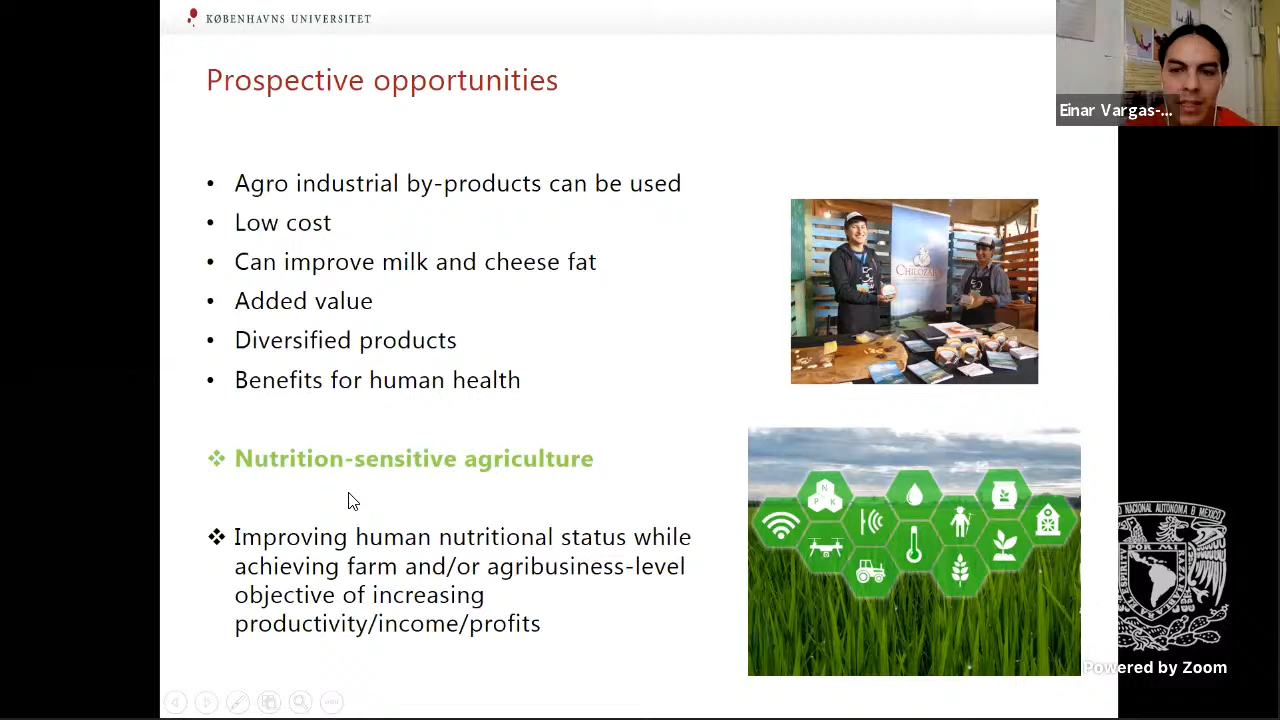 KØBENHAVNS UNIVERSITET
Prospective opportunities
Einar Vargas-...
• Agro industrial by-products can be used
• Low cost
• Can improve milk and cheese fat
• Added value
• Diversified products
• Benefits for human health
❖ Nutrition-sensitive agriculture
❖ Improving human nutritional status while
achieving farm and/or agribusiness-level
objective of increasing
productivity/income/profits
N
P K
POR MI
Powered by Zoom